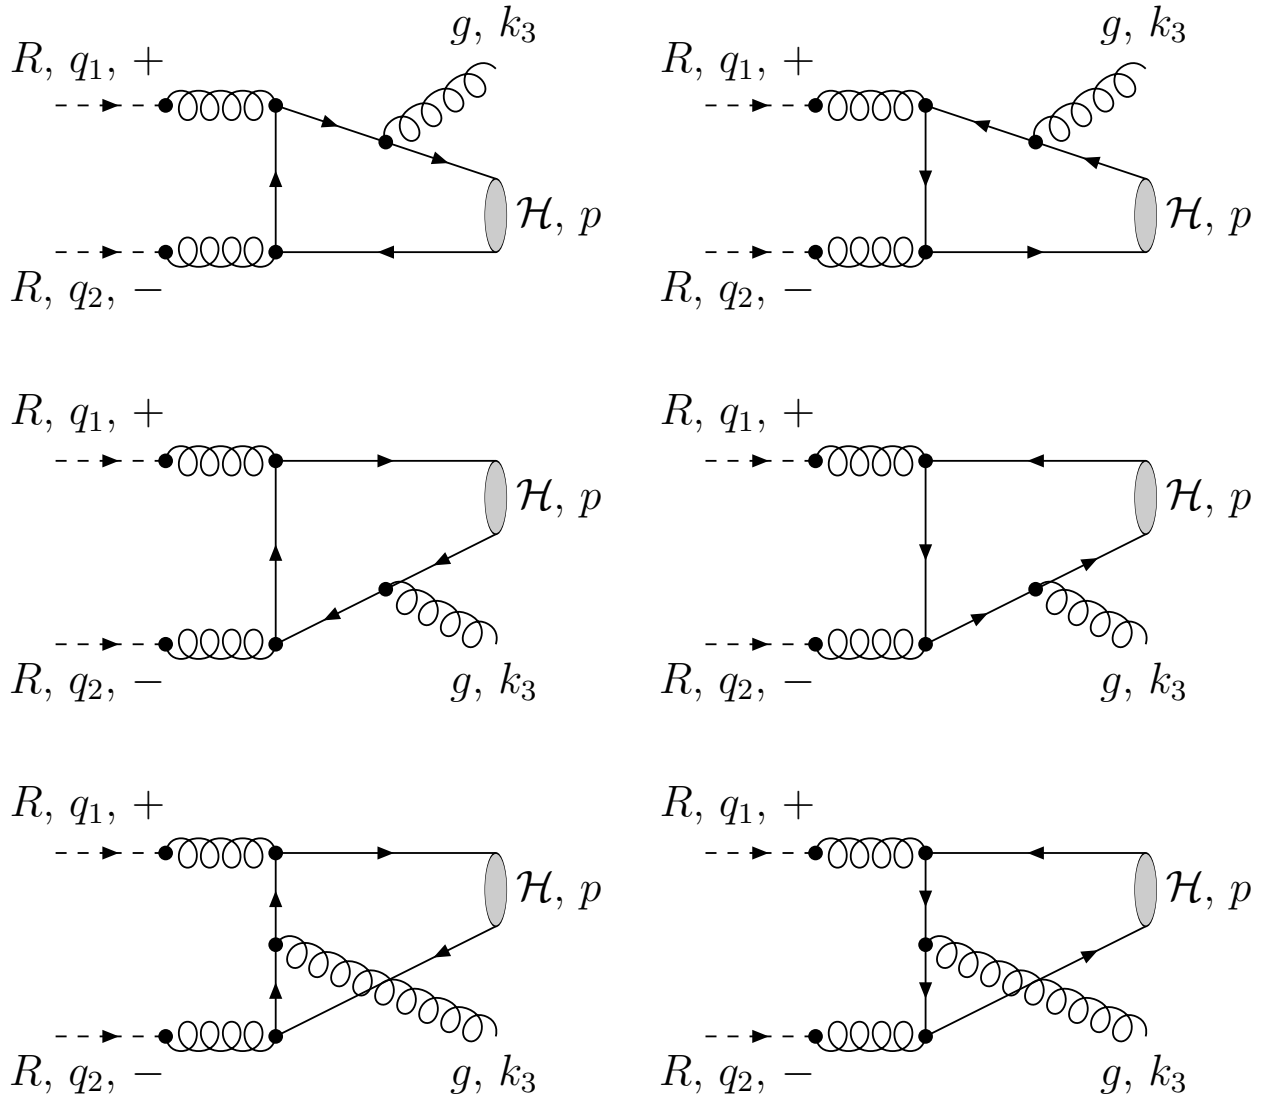 g, k₃ g, k₃
R, q₁, + R, q₁, +
ℋ, p ℋ, p
R, q₂, − R, q₂, −
R, q₁, + R, q₁, +
ℋ, p ℋ, p
R, q₂, − g, k₃ R, q₂, − g, k₃
R, q₁, + R, q₁, +
ℋ, p ℋ, p
R, q₂, − g, k₃ R, q₂, − g, k₃